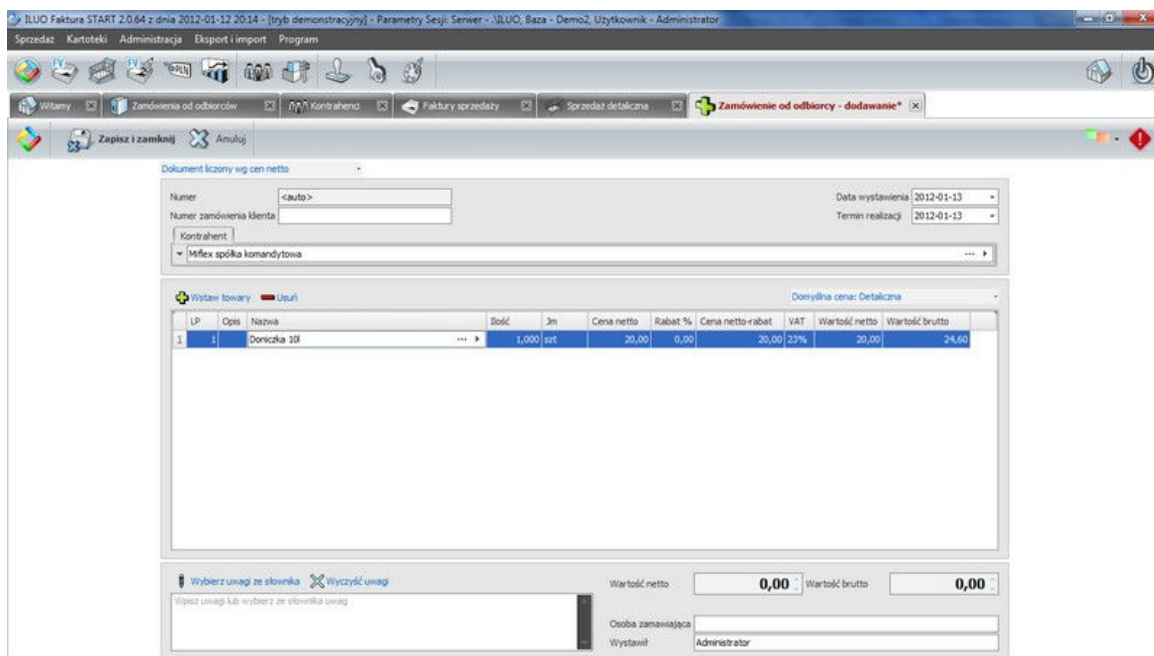 ILUO Faktura START 2.0.64 z dnia 2012-01-12 20:14 - [tryb demonstracyjny] - Parametry Sesji: Serwer - .\ILUO, Baza - Demo2, Użytkownik - Administrator
Sprzedaż Kartoteki Administracja Eksport i import Program
FV FV PLN
Witamy Zamówienia od odbiorców Kontrahenci Faktury sprzedaży Sprzedaż detaliczna Zamówienie od odbiorcy - dodawanie*
Zapisz i zamknij Anuluj
Dokument liczony wg cen netto
Numer <auto> Data wystawienia 2012-01-13
Numer zamówienia klienta Termin realizacji 2012-01-13
Kontrahent
Miflex spółka komandytowa
Wstaw towary Usuń Domyślna cena: Detaliczna
LP Opis Nazwa Ilość Jm Cena netto Rabat % Cena netto-rabat VAT Wartość netto Wartość brutto
1 Doniczka 10l 1,000 szt 20,00 0,00 20,00 23% 20,00 24,60
Wybierz uwagi ze słownika Wyczyść uwagi
Wartość netto 0,00 Wartość brutto 0,00
Wpisz uwagi lub wybierz ze słownika uwag
Osoba zamawiająca
Wystawił Administrator